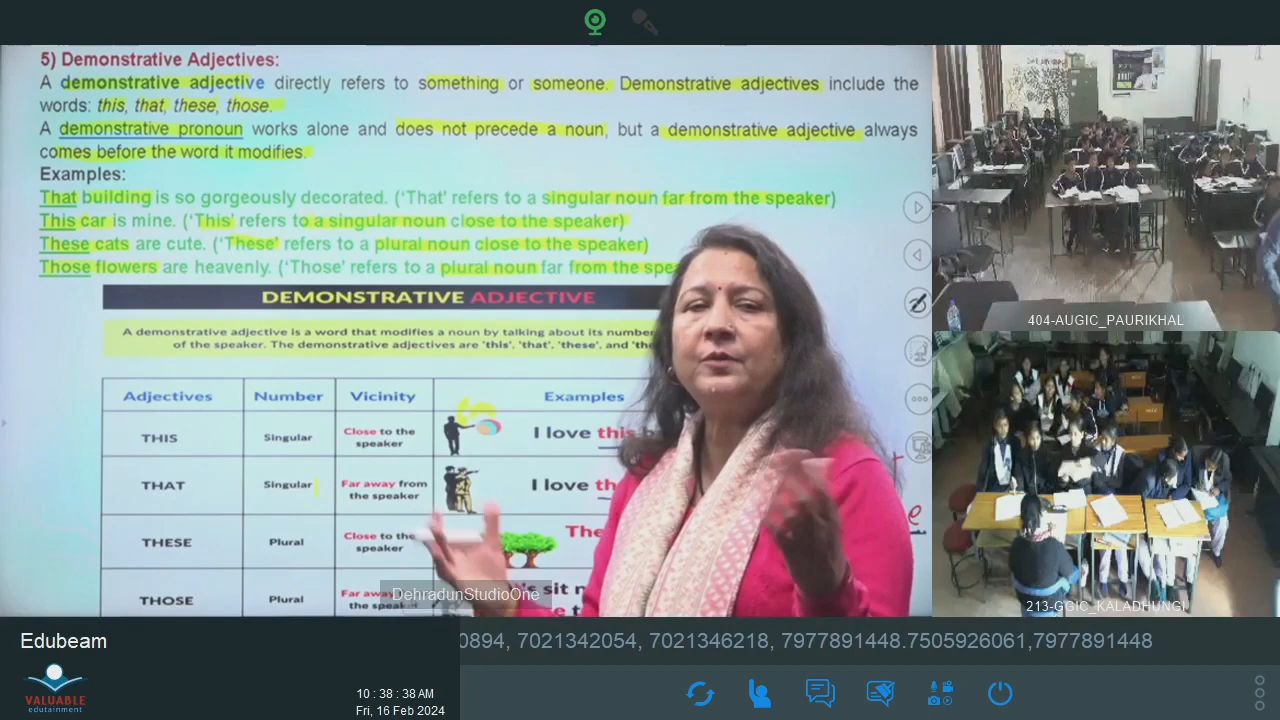 5) Demonstrative Adjectives:
A demonstrative adjective directly refers to something or someone. Demonstrative adjectives include the
words: this, that, these, those.
A demonstrative pronoun works alone and does not precede a noun, but a demonstrative adjective always
comes before the word it modifies.
Examples:
That building is so gorgeously decorated. ('That' refers to a singular noun far from the speaker)
This car is mine. ('This' refers to a singular noun close to the speaker)
These cats are cute. ('These' refers to a plural noun close to the speaker)
Those flowers are heavenly. ('Those' refers to a plural noun far from the spe
DEMONSTRATIVE ADJECTIVE
A demonstrative adjective is a word that modifies a noun by talking about its number
of the speaker. The demonstrative adjectives are 'this', 'that', 'these', and 'the
Adjectives Number Vicinity Examples
THIS Singular Close to the speaker I love this b
THAT Singular Far away from the speaker I love th
THESE Plural Close to the speaker The
THOSE Plural Far away the speaker 's sit n
DehradunStudioOne
404-AUGIC_PAURIKHAL
213-GGIC_KALADHUNGI
Edubeam
0894, 7021342054, 7021346218, 7977891448.7505926061,7977891448
VALUABLE
edutainment
10 : 38 : 38 AM
Fri, 16 Feb 2024